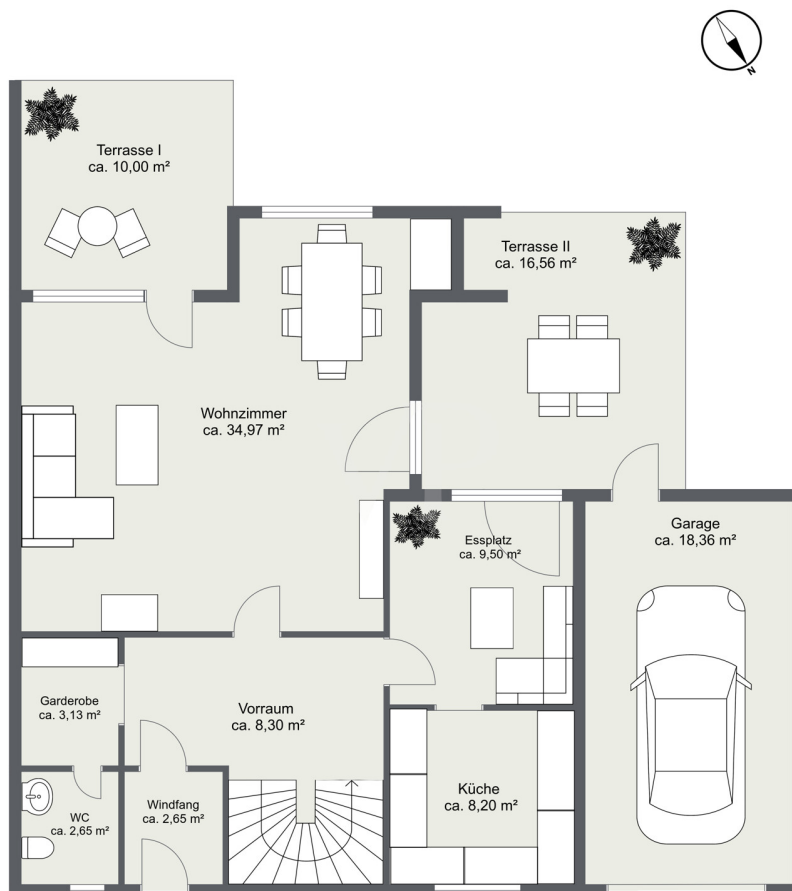 N
Terrasse I
ca. 10,00 m²
Terrasse II
ca. 16,56 m²
Wohnzimmer
ca. 34,97 m²
Essplatz
ca. 9,50 m²
Garage
ca. 18,36 m²
Garderobe
ca. 3,13 m²
Vorraum
ca. 8,30 m²
Küche
ca. 8,20 m²
WC
ca. 2,65 m²
Windfang
ca. 2,65 m²